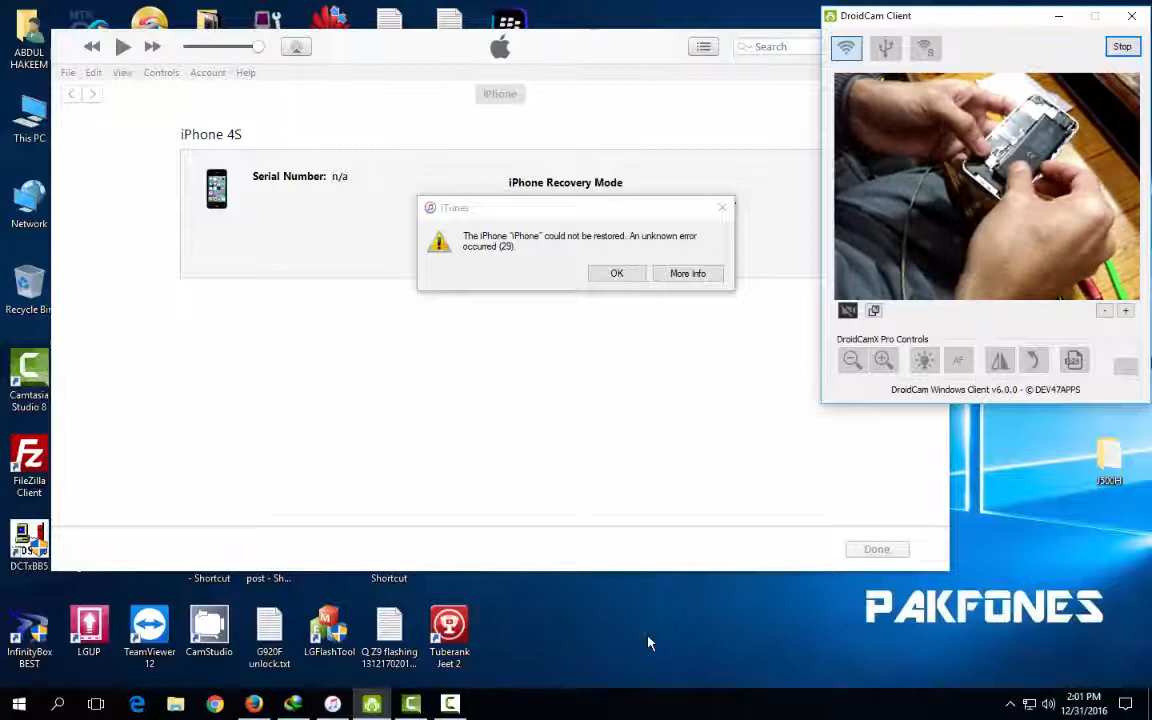 ABDUL
HAKEEM
This PC
Network
Recycle Bin
Camtasia
Studio 8
FileZilla
Client
DCTxBB5
InfinityBox
BEST
LGUP
TeamViewer
12
CamStudio
G920F
unlock.txt
LGFlashTool
Q Z9 flashing
1312170201...
Tuberank
Jeet 2
- Shortcut
post - Sh...
Shortcut
Search
File Edit View Controls Account Help
iPhone
iPhone 4S
Serial Number: n/a
iPhone Recovery Mode
iTunes
The iPhone "iPhone" could not be restored. An unknown error
occurred (29).
OK
More Info
Done
DroidCam Client
Stop
- +
DroidCamX Pro Controls
AF
DroidCam Windows Client v6.0.0 - © DEV47APPS
J500H
PAKFONES
2:01 PM
12/31/2016